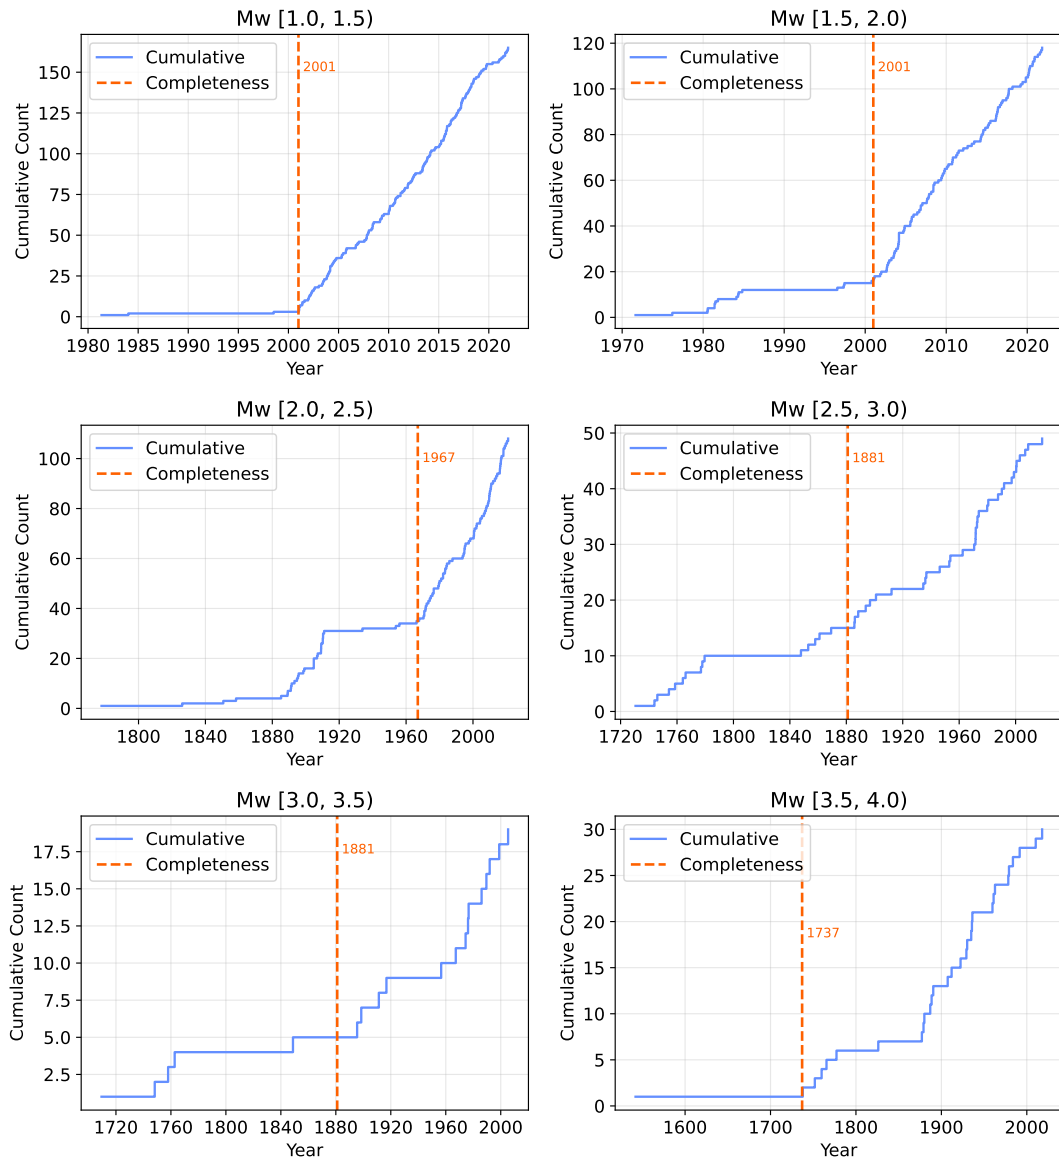 Mw [1.0, 1.5)
Cumulative Count
150
125
100
75
50
25
0
Cumulative
Completeness
2001
1980 1985 1990 1995 2000 2005 2010 2015 2020
Year
Mw [1.5, 2.0)
Cumulative Count
120
100
80
60
40
20
0
Cumulative
Completeness
2001
1970 1980 1990 2000 2010 2020
Year
Mw [2.0, 2.5)
Cumulative Count
100
80
60
40
20
0
Cumulative
Completeness
1967
1800 1840 1880 1920 1960 2000
Year
Mw [2.5, 3.0)
Cumulative Count
50
40
30
20
10
0
Cumulative
Completeness
1881
1720 1760 1800 1840 1880 1920 1960 2000
Year
Mw [3.0, 3.5)
Cumulative Count
17.5
15.0
12.5
10.0
7.5
5.0
2.5
Cumulative
Completeness
1881
1720 1760 1800 1840 1880 1920 1960 2000
Year
Mw [3.5, 4.0)
Cumulative Count
30
25
20
15
10
5
0
Cumulative
Completeness
1737
1600 1700 1800 1900 2000
Year